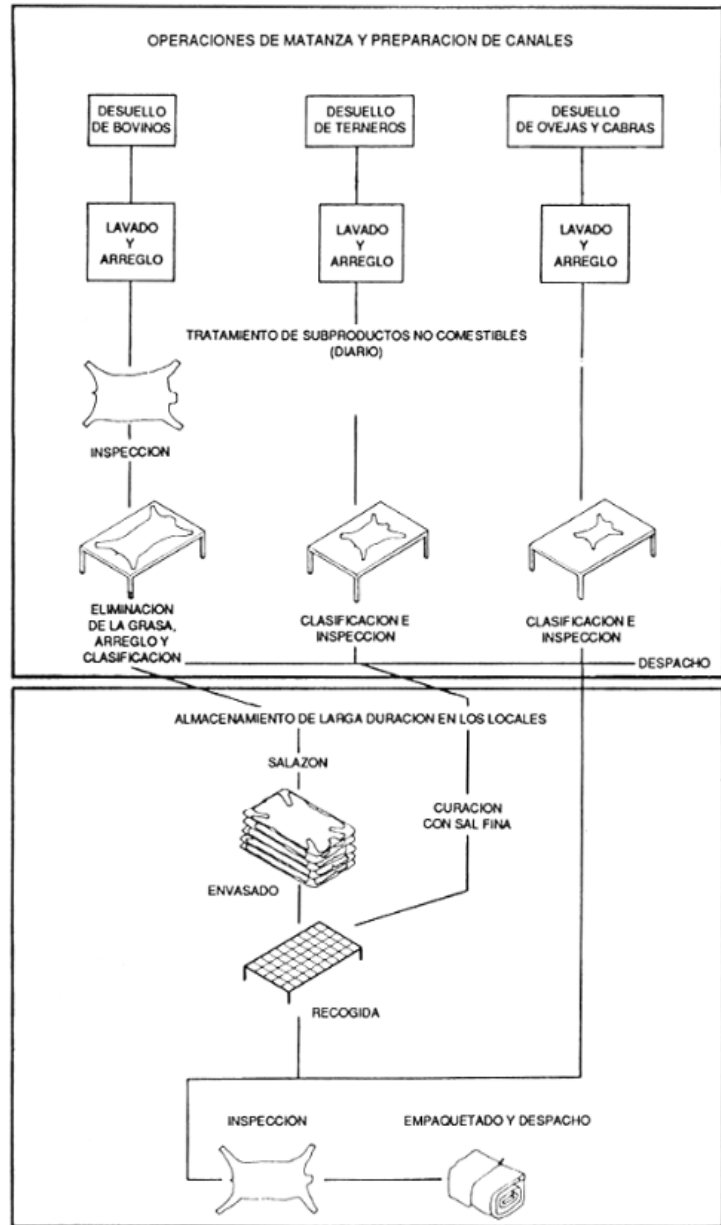 OPERACIONES DE MATANZA Y PREPARACION DE CANALES
DESUELLO
DE BOVINOS
DESUELLO
DE TERNEROS
DESUELLO
DE OVEJAS Y CABRAS
LAVADO
Y
ARREGLO
LAVADO
Y
ARREGLO
LAVADO
Y
ARREGLO
TRATAMIENTO DE SUBPRODUCTOS NO COMESTIBLES
(DIARIO)
INSPECCION
ELIMINACION
DE LA GRASA,
ARREGLO Y
CLASIFICACION
CLASIFICACION E
INSPECCION
CLASIFICACION E
INSPECCION
DESPACHO
ALMACENAMIENTO DE LARGA DURACION EN LOS LOCALES
SALAZON
CURACION
CON SAL FINA
ENVASADO
RECOGIDA
INSPECCION
EMPAQUETADO Y DESPACHO